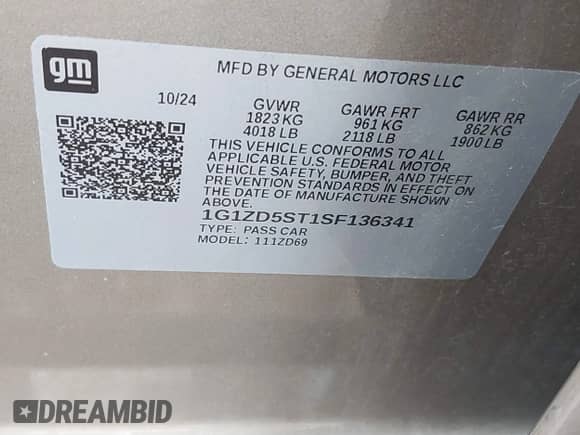 gm
MFD BY GENERAL MOTORS LLC
10/24 GVWR GAWR FRT GAWR RR
1823 KG 961 KG 862 KG
4018 LB 2118 LB 1900 LB
THIS VEHICLE CONFORMS TO ALL
APPLICABLE U.S. FEDERAL MOTOR
VEHICLE SAFETY, BUMPER, AND THEFT
PREVENTION STANDARDS IN EFFECT ON
THE DATE OF MANUFACTURE SHOWN
ABOVE.
1G1ZD5ST1SF136341
TYPE: PASS CAR
MODEL: 111ZD69
DREAMBID